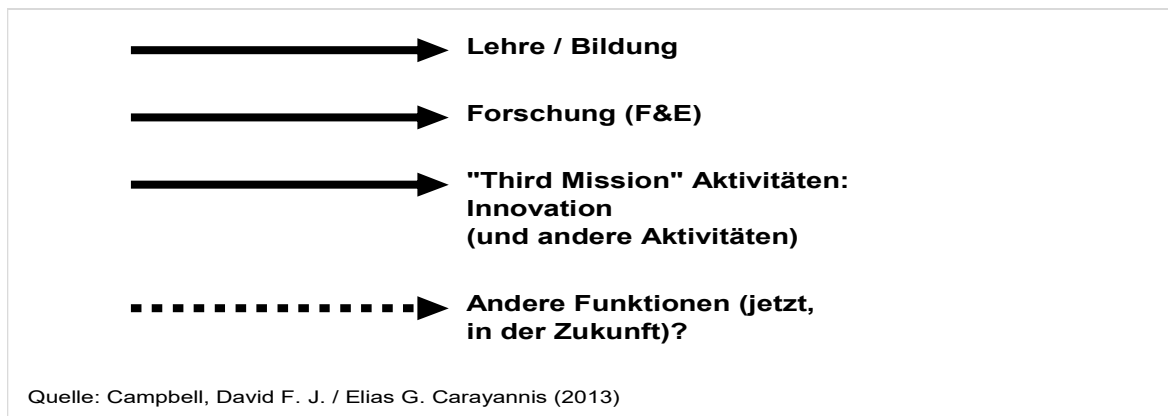 Lehre / Bildung
Forschung (F&E)
"Third Mission" Aktivitäten:
Innovation
(und andere Aktivitäten)
Andere Funktionen (jetzt,
in der Zukunft)?
Quelle: Campbell, David F. J. / Elias G. Carayannis (2013)